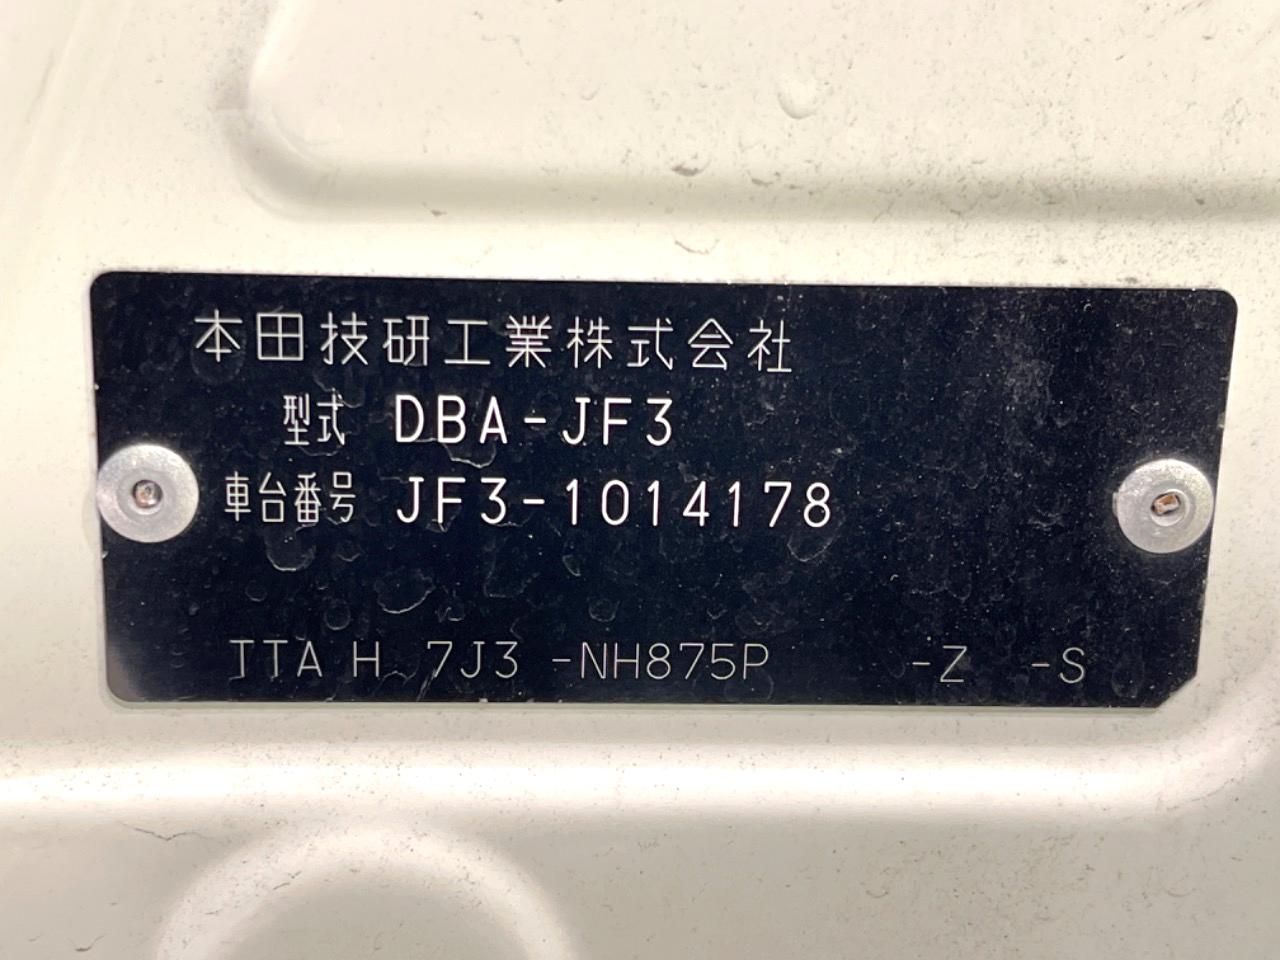 本田技研工業株式会社
型式 DBA-JF3
車台番号 JF3-1014178
TTA H 7J3 -NH875P -Z -S